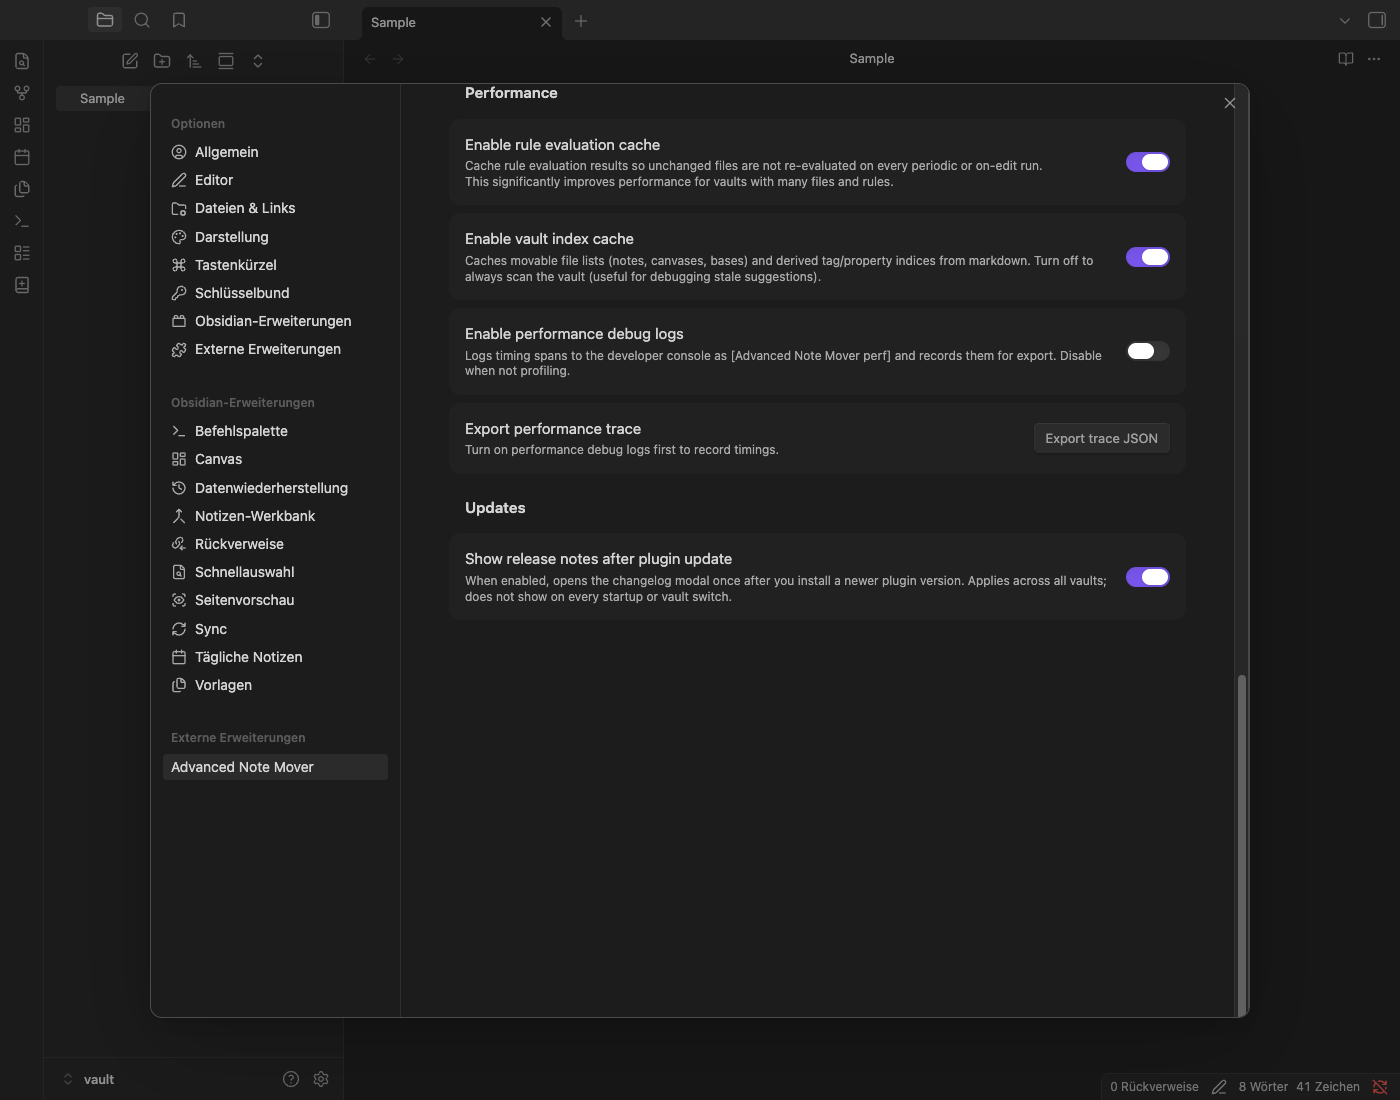 Sample
Sample
Sample
Optionen
Allgemein
Editor
Dateien & Links
Darstellung
Tastenkürzel
Schlüsselbund
Obsidian-Erweiterungen
Externe Erweiterungen
Obsidian-Erweiterungen
Befehlspalette
Canvas
Datenwiederherstellung
Notizen-Werkbank
Rückverweise
Schnellauswahl
Seitenvorschau
Sync
Tägliche Notizen
Vorlagen
Externe Erweiterungen
Advanced Note Mover
Performance
Enable rule evaluation cache
Cache rule evaluation results so unchanged files are not re-evaluated on every periodic or on-edit run.
This significantly improves performance for vaults with many files and rules.
Enable vault index cache
Caches movable file lists (notes, canvases, bases) and derived tag/property indices from markdown. Turn off to
always scan the vault (useful for debugging stale suggestions).
Enable performance debug logs
Logs timing spans to the developer console as [Advanced Note Mover perf] and records them for export. Disable
when not profiling.
Export performance trace
Turn on performance debug logs first to record timings.
Export trace JSON
Updates
Show release notes after plugin update
When enabled, opens the changelog modal once after you install a newer plugin version. Applies across all vaults;
does not show on every startup or vault switch.
vault
0 Rückverweise
8 Wörter
41 Zeichen